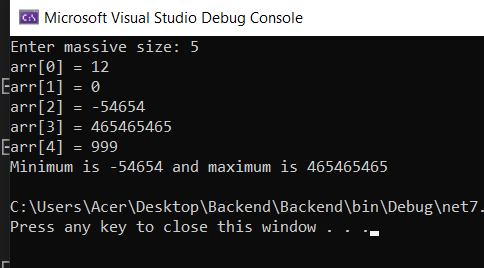 Microsoft Visual Studio Debug Console
Enter massive size: 5
arr[0] = 12
arr[1] = 0
arr[2] = -54654
arr[3] = 465465465
arr[4] = 999
Minimum is -54654 and maximum is 465465465
C:\Users\Acer\Desktop\Backend\Backend\bin\Debug\net7.
Press any key to close this window . . .